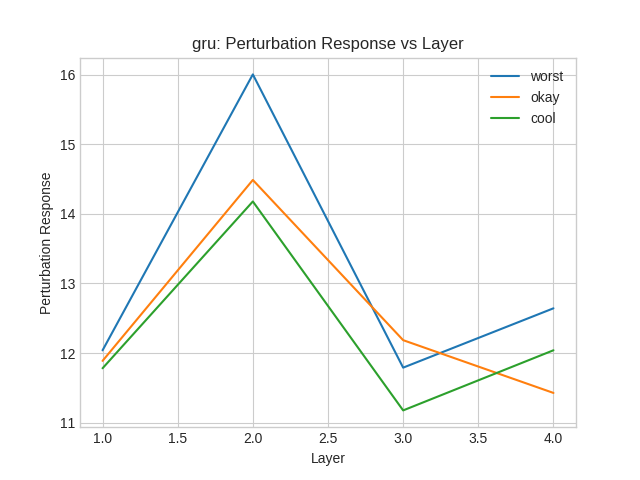 gru: Perturbation Response vs Layer
worst
okay
cool
Perturbation Response
16
15
14
13
12
11
1.0 1.5 2.0 2.5 3.0 3.5 4.0
Layer